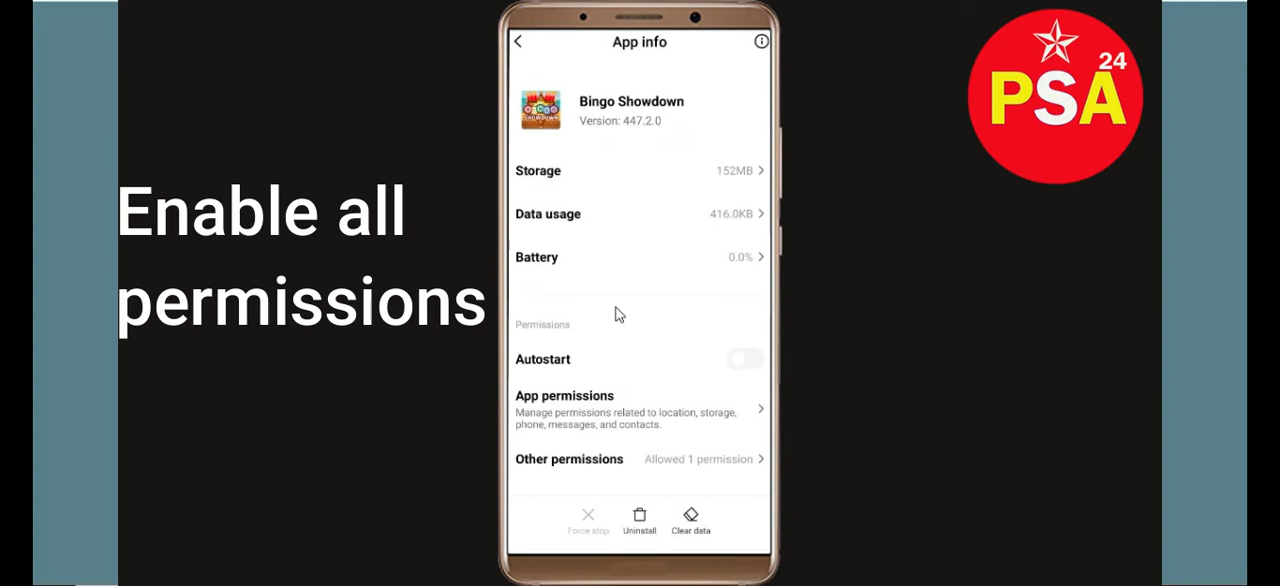 Enable all
permissions
App info
Bingo Showdown
Version: 447.2.0
Storage 152MB
Data usage 416.0KB
Battery 0.0%
Permissions
Autostart
App permissions
Manage permissions related to location, storage,
phone, messages, and contacts.
Other permissions Allowed 1 permission
Force stop Uninstall Clear data
PSA 24
SHOWDOWN